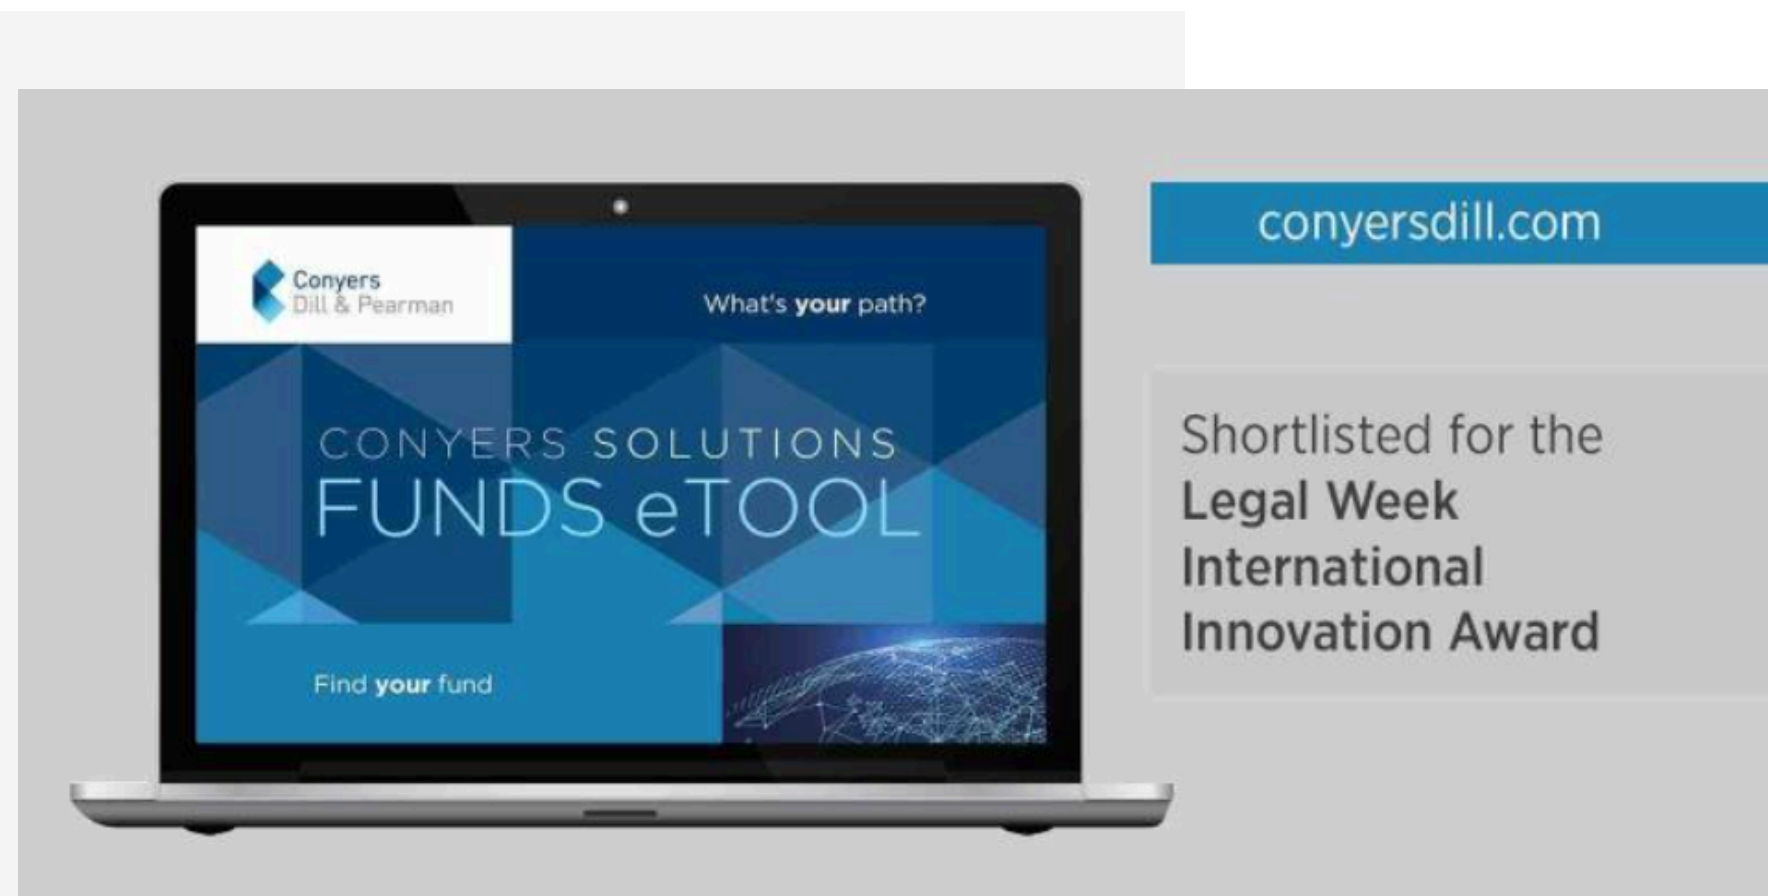 Conyers
Dill & Pearman
What's your path?
CONYERS SOLUTIONS
FUNDS eTOOL
Find your fund
conyersdill.com
Shortlisted for the
Legal Week
International
Innovation Award